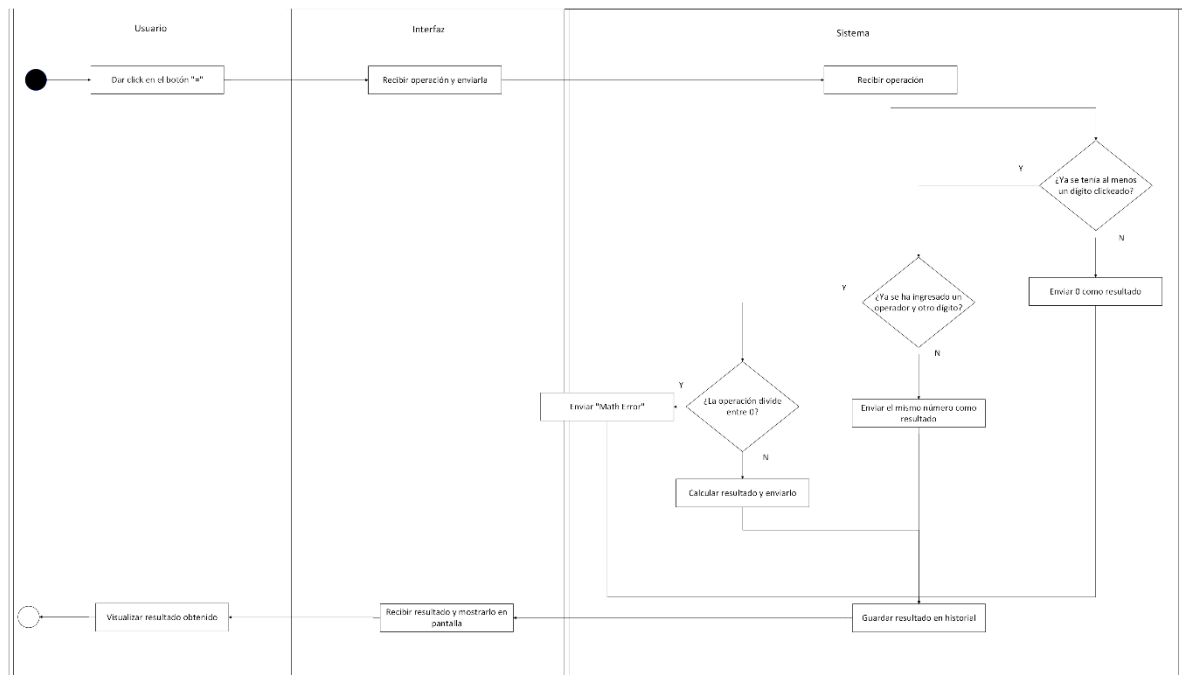 Usuario
Interfaz
Sistema
Dar click en el botón "="
Recibir operación y enviarla
Recibir operación
¿Ya se tenía al menos
un dígito clickeado?
Y
N
Enviar 0 como resultado
¿Ya se ha ingresado un
operador y otro dígito?
Y
N
Enviar el mismo número como
resultado
¿La operación divide
entre 0?
Y
N
Enviar "Math Error"
Calcular resultado y enviarlo
Guardar resultado en historial
Recibir resultado y mostrarlo en
pantalla
Visualizar resultado obtenido